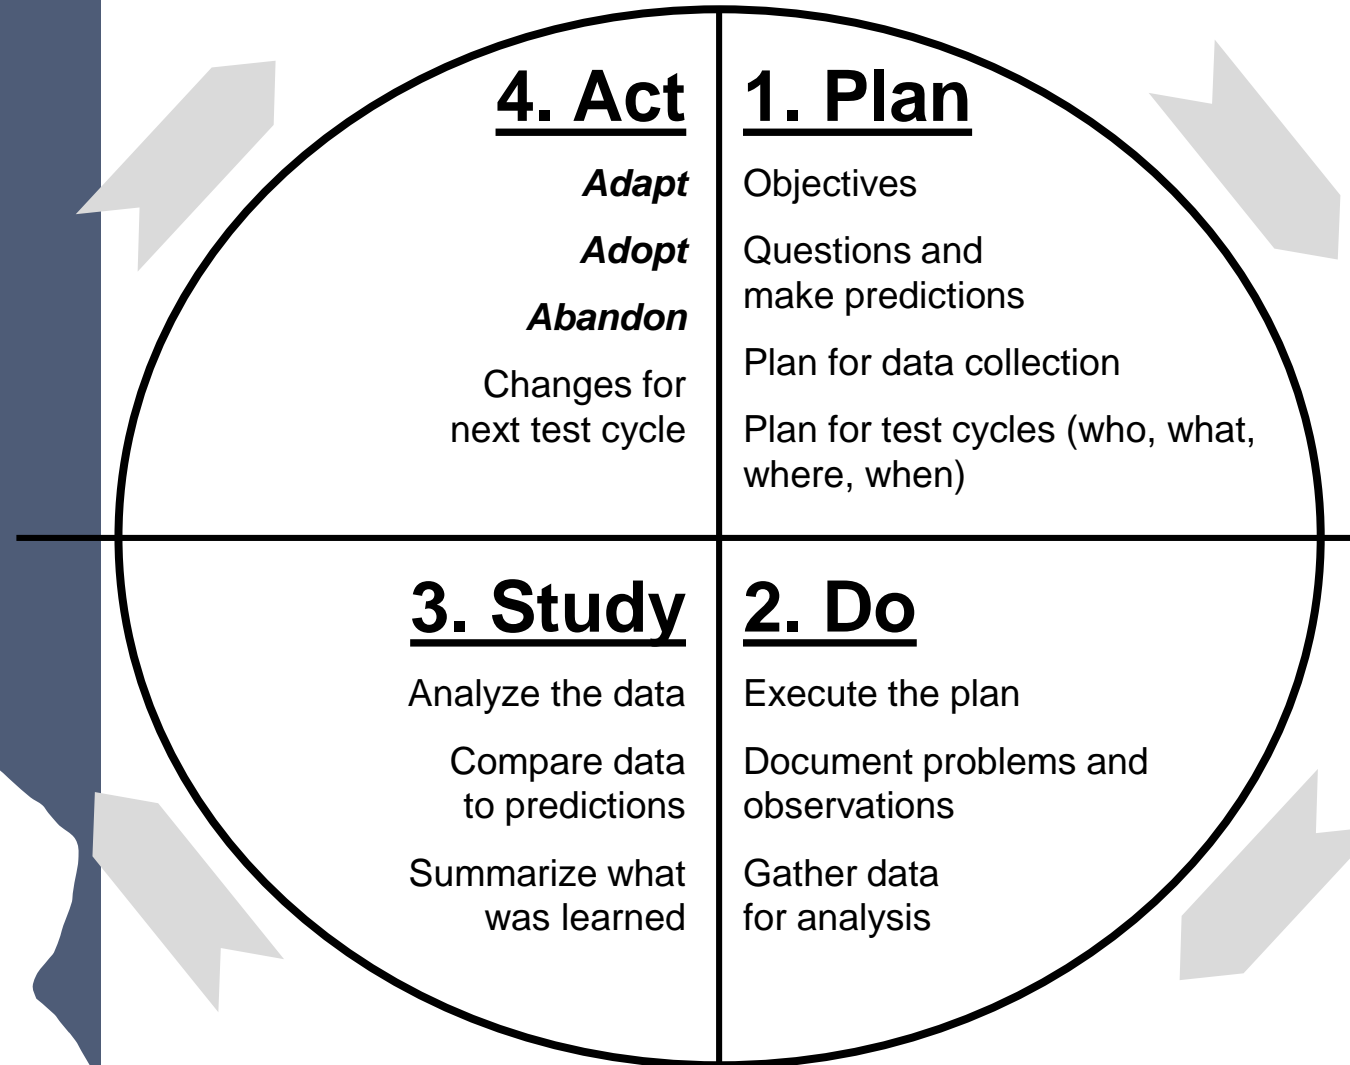 4. Act
Adapt
Adopt
Abandon
Changes for
next test cycle
1. Plan
Objectives
Questions and
make predictions
Plan for data collection
Plan for test cycles (who, what,
where, when)
3. Study
Analyze the data
Compare data
to predictions
Summarize what
was learned
2. Do
Execute the plan
Document problems and
observations
Gather data
for analysis